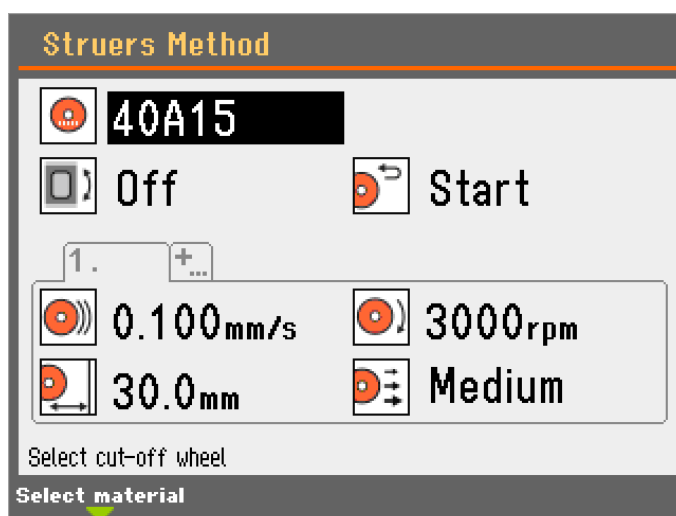 Struers Method
40A15
Off Start
1. +...
0.100mm/s 3000rpm
30.0mm Medium
Select cut-off wheel
Select material